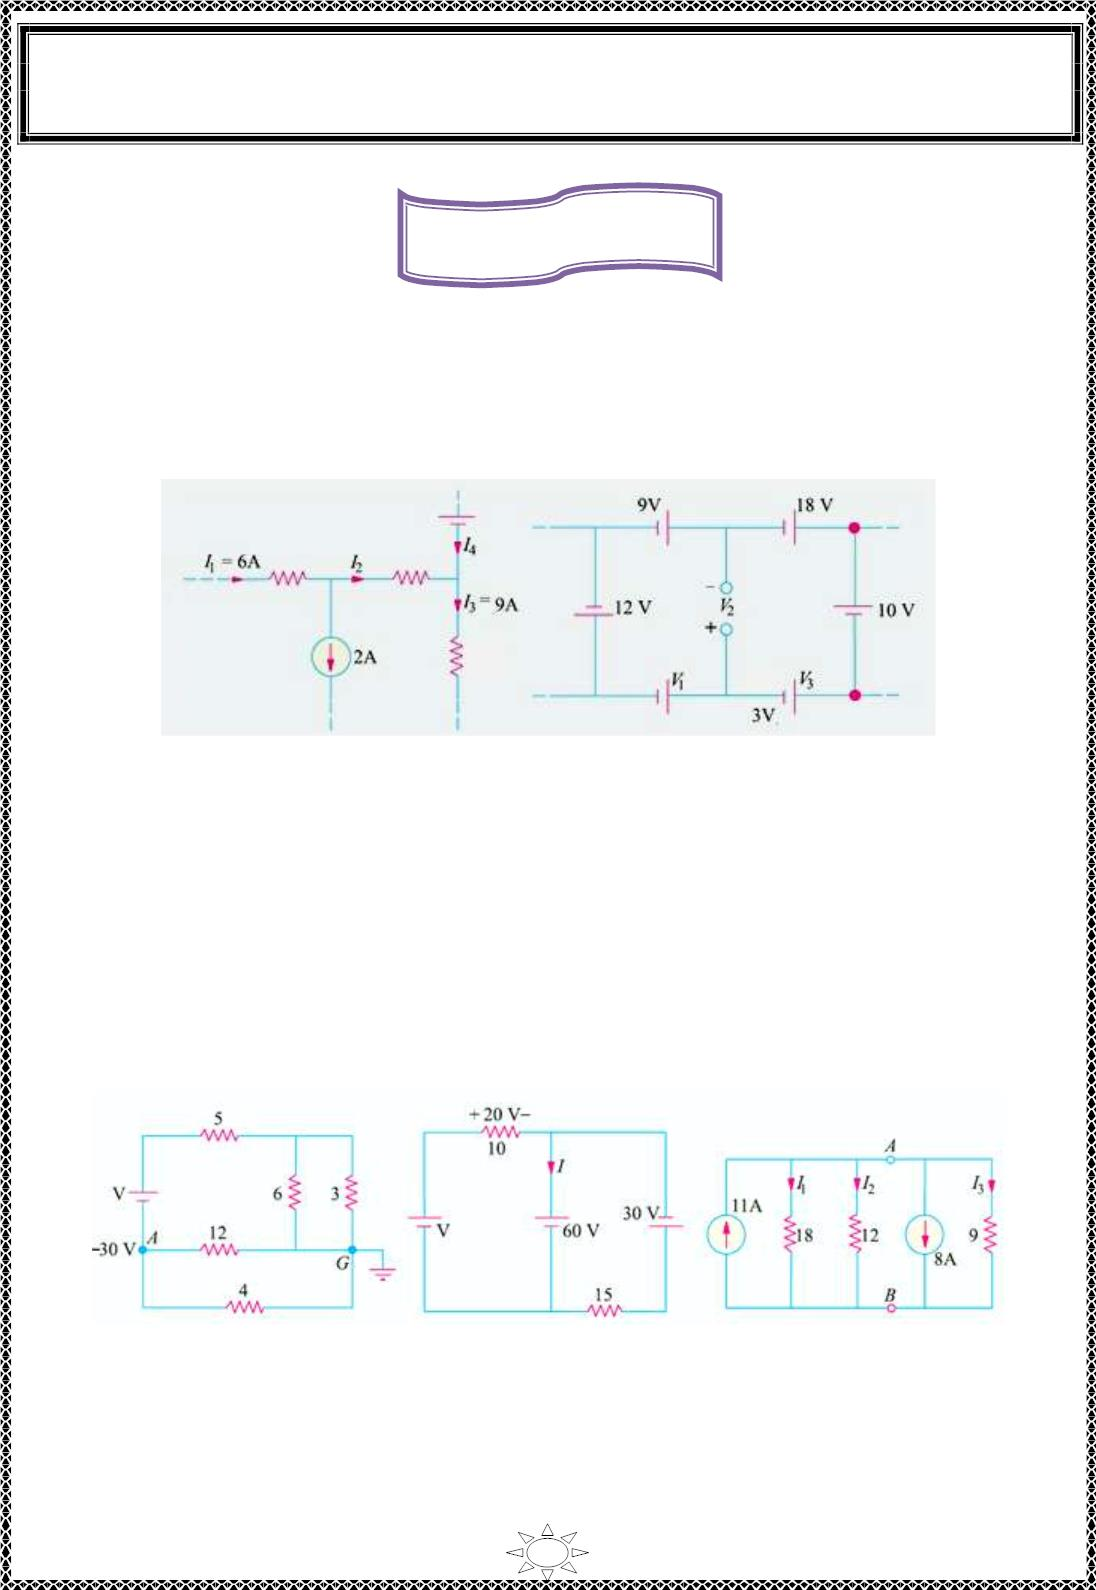 9V 18 V
I4
I1 = 6A I2
I3 = 9A
12 V
−
V2
+
10 V
2A
V1 V3
3V
5
V
6 3
12
−30 V A
G
4
+ 20 V−
10
I
V
60 V
30 V
15
A
I1 I2 I3
11A
18 12 9
8A
B